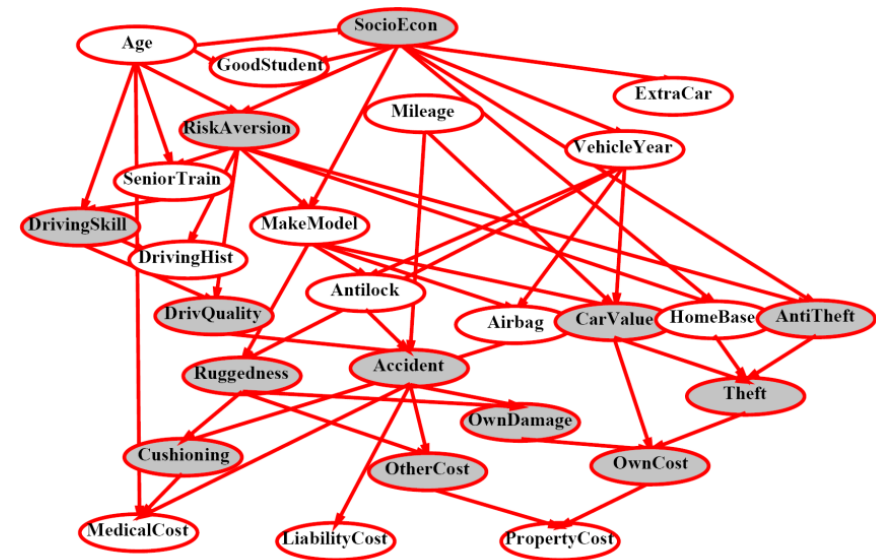 SocioEcon
Age
GoodStudent
ExtraCar
Mileage
RiskAversion
VehicleYear
SeniorTrain
DrivingSkill
MakeModel
DrivingHist
Antilock
DrivQuality
Airbag
CarValue
HomeBase
AntiTheft
Ruggedness
Accident
Theft
OwnDamage
Cushioning
OtherCost
OwnCost
MedicalCost
LiabilityCost
PropertyCost